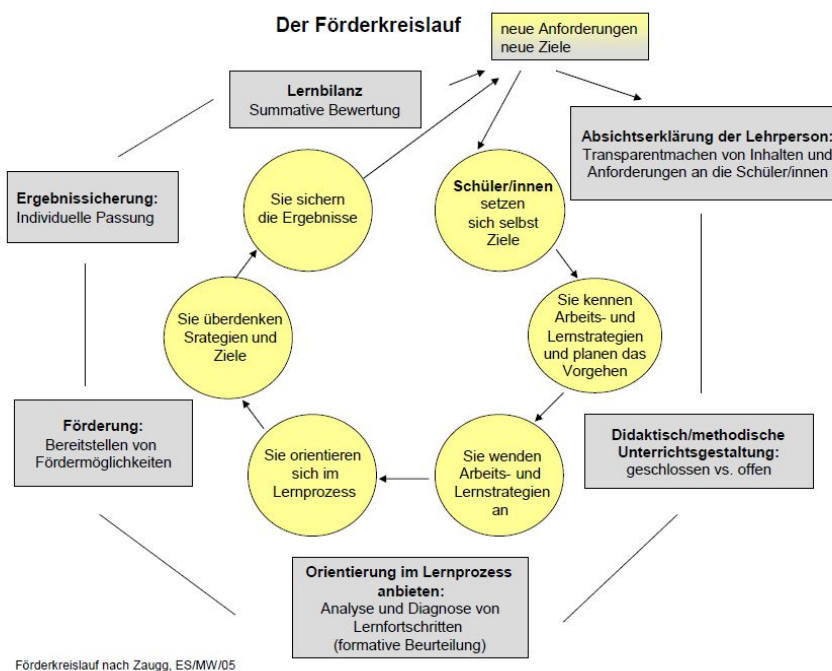 Der Förderkreislauf
neue Anforderungen
neue Ziele
Lernbilanz
Summative Bewertung
Absichtserklärung der Lehrperson:
Transparentmachen von Inhalten und
Anforderungen an die Schüler/innen
Ergebnissicherung:
Individuelle Passung
Sie sichern
die Ergebnisse
Schüler/innen
setzen
sich selbst
Ziele
Sie überdenken
Srategien und
Ziele
Sie kennen
Arbeits- und
Lernstrategien
und planen das
Vorgehen
Förderung:
Bereitstellen von
Fördermöglichkeiten
Sie orientieren
sich im
Lernprozess
Sie wenden
Arbeits- und
Lernstrategien
an
Didaktisch/methodische
Unterrichtsgestaltung:
geschlossen vs. offen
Orientierung im Lernprozess
anbieten:
Analyse und Diagnose von
Lernfortschritten
(formative Beurteilung)
Förderkreislauf nach Zaugg, ES/MW/05